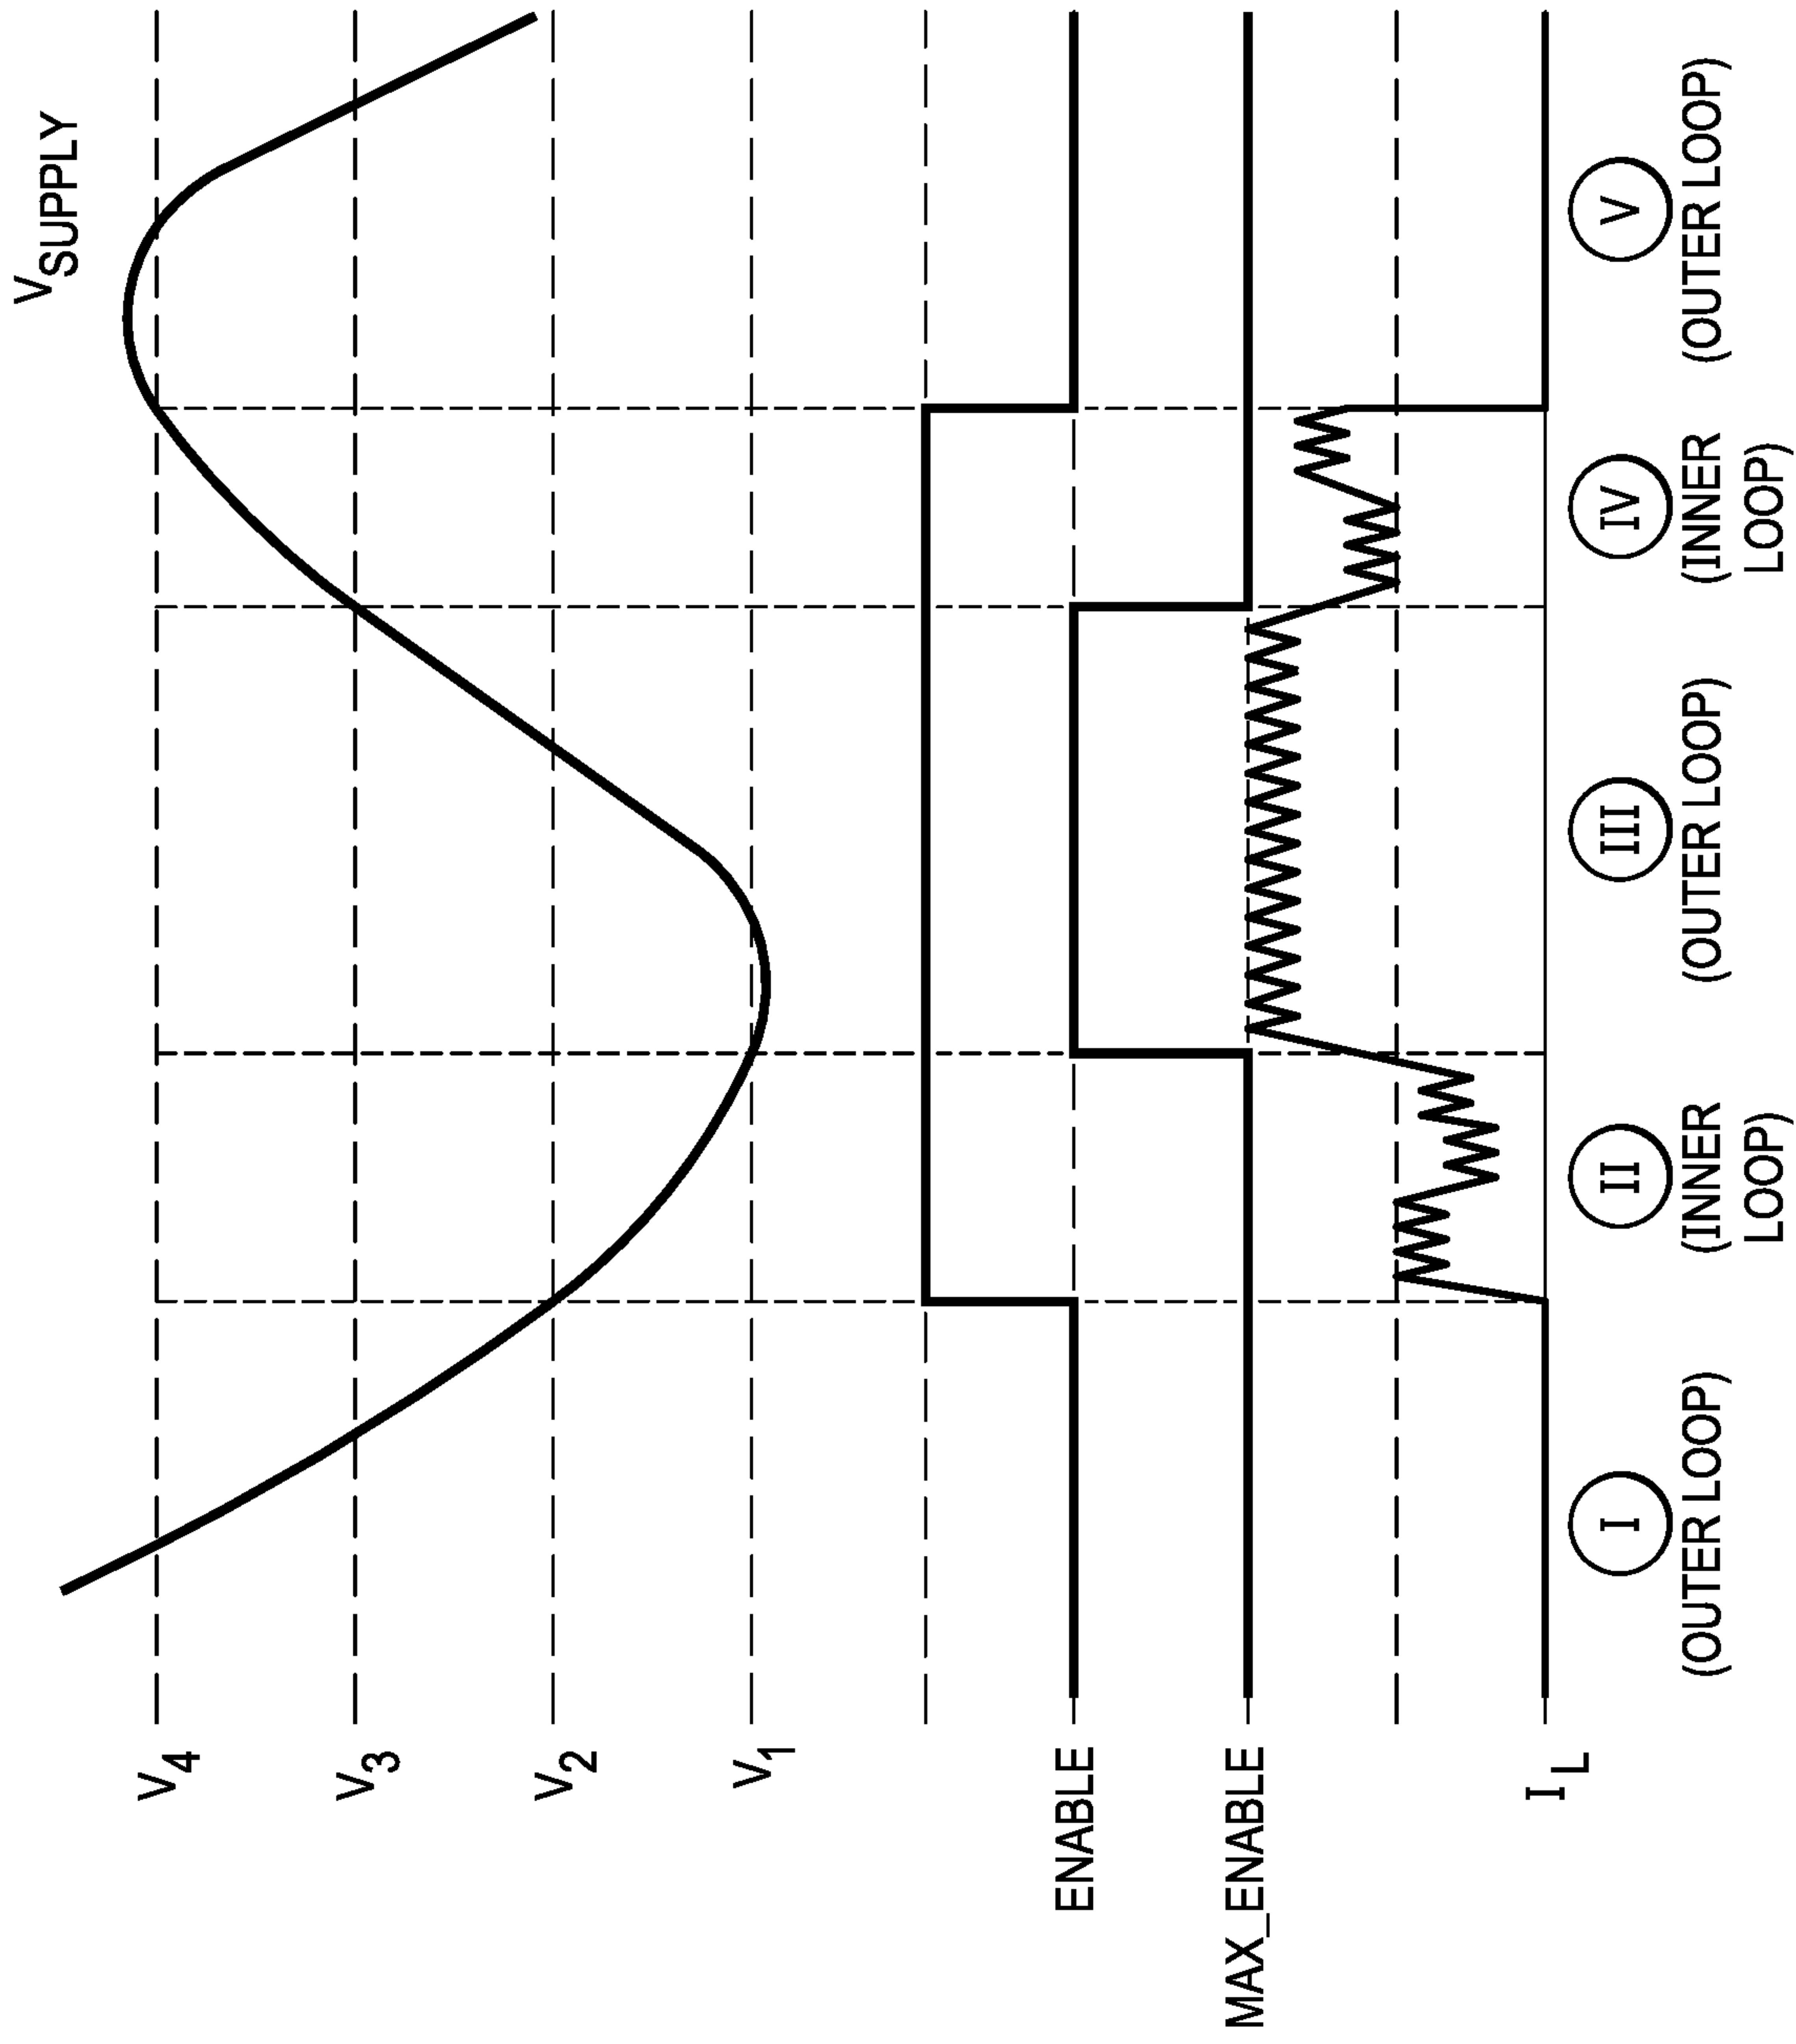 VSUPPLY
V4
V3
V2
V1
ENABLE
MAX_ENABLE
IL
I
(OUTER LOOP)
II
(INNER
LOOP)
III
(OUTER LOOP)
IV
(INNER
LOOP)
V
(OUTER LOOP)